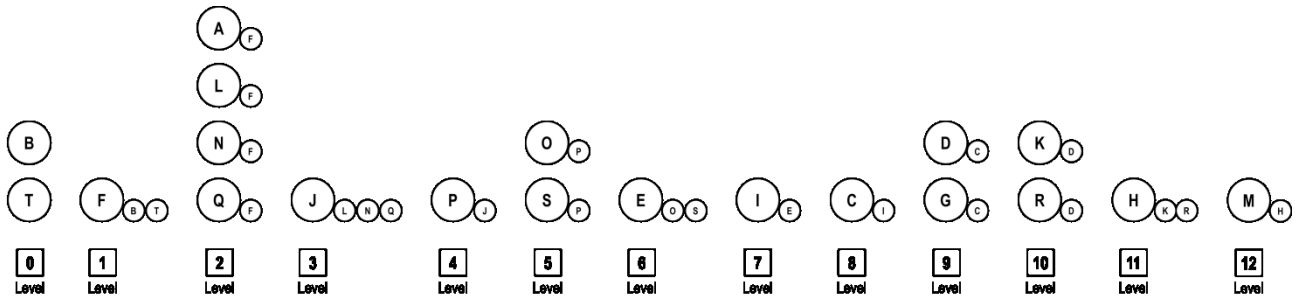 A F
L F
B N F O P D C K D
T F B T Q F J L N Q P J S P E O S I E C I G C R D H K R M H
0 1 2 3 4 5 6 7 8 9 10 11 12
Level Level Level Level Level Level Level Level Level Level Level Level Level